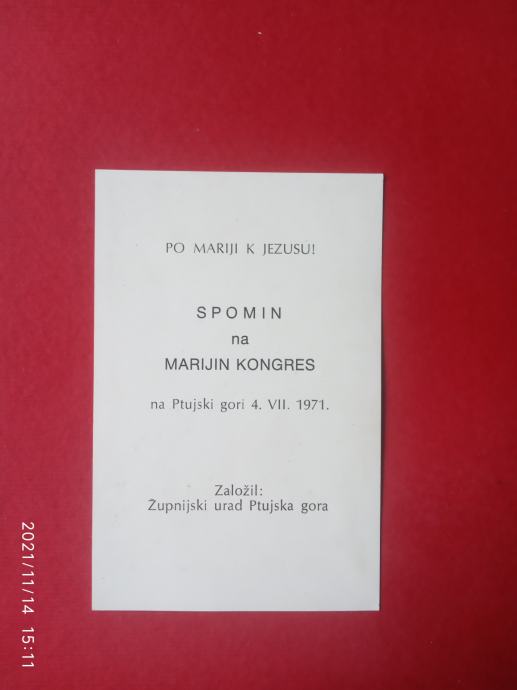 PO MARIJI K JEZUSU!
SPOMIN
na
MARIJIN KONGRES
na Ptujski gori 4. VII. 1971.
Založil:
Župnijski urad Ptujska gora
2021/11/14 15:11